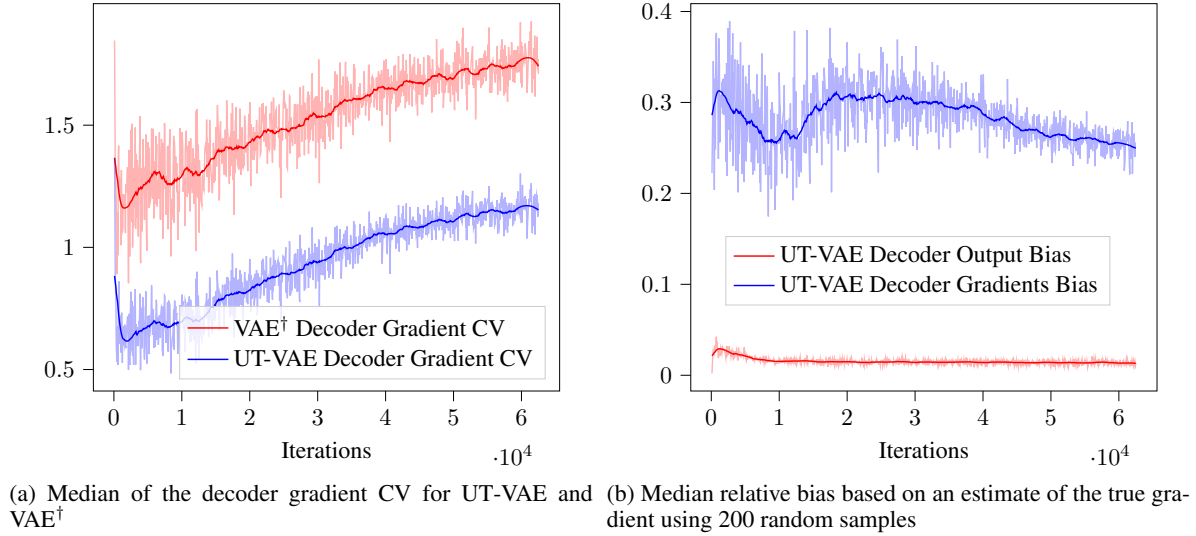 1.5
1
0.5
VAE† Decoder Gradient CV
UT-VAE Decoder Gradient CV
0 1 2 3 4 5 6
Iterations
·10⁴
(a) Median of the decoder gradient CV for UT-VAE and
VAE†
0.4
0.3
0.2
0.1
0
UT-VAE Decoder Output Bias
UT-VAE Decoder Gradients Bias
0 1 2 3 4 5 6
Iterations
·10⁴
(b) Median relative bias based on an estimate of the true gra-
dient using 200 random samples